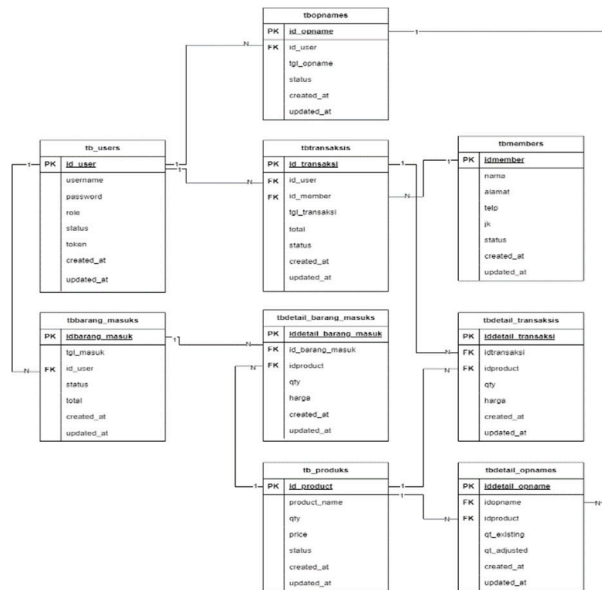 tbopnames
PK id_opname
FK id_user
tgl_opname
status
created_at
updated_at
tb_users
PK id_user
username
password
role
status
token
created_at
updated_at
tbtransaksis
PK id_transaksi
FK id_user
FK id_member
tgl_transaksi
total
status
created_at
updated_at
tbmembers
PK idmember
nama
alamat
telp
jk
status
created_at
updated_at
tbbarang_masuks
PK idbarang_masuk
tgl_masuk
FK id_user
status
total
created_at
updated_at
tbdetail_barang_masuks
PK iddetail_barang_masuk
FK id_barang_masuk
FK idproduct
qty
harga
created_at
updated_at
tbdetail_transaksis
PK iddetail_transaksi
FK idtransaksi
FK idproduct
qty
harga
created_at
updated_at
tb_produks
PK id_product
product_name
qty
price
status
created_at
updated_at
tbdetail_opnames
PK iddetail_opname
FK idopname
FK idproduct
qt_existing
qt_adjusted
created_at
updated_at
1
N
1
N
1
N
1
N
1
N
1
N
1
N
1
N
1
N